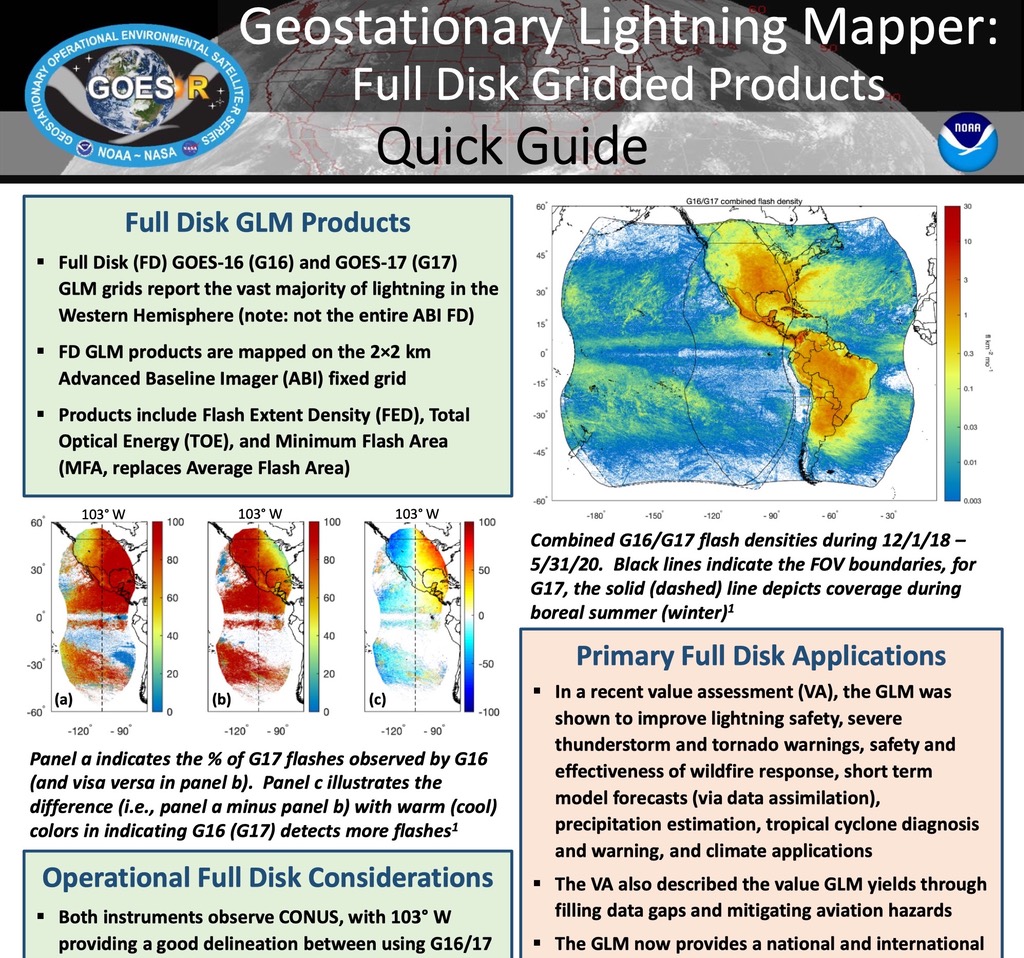 Geostationary Lightning Mapper:
Full Disk Gridded Products
Quick Guide
GEOSTATIONARY OPERATIONAL ENVIRONMENTAL SATELLITE-R SERIES
GOES R
NOAA ~ NASA
NOAA
Full Disk GLM Products
▪ Full Disk (FD) GOES-16 (G16) and GOES-17 (G17)
GLM grids report the vast majority of lightning in the
Western Hemisphere (note: not the entire ABI FD)
▪ FD GLM products are mapped on the 2×2 km
Advanced Baseline Imager (ABI) fixed grid
▪ Products include Flash Extent Density (FED), Total
Optical Energy (TOE), and Minimum Flash Area
(MFA, replaces Average Flash Area)
103° W
60°
30°
0°
-30°
-60°
(a)
-120° - 90°
100
80
60
40
20
0
103° W
(b)
-120° - 90°
100
80
60
40
20
0
103° W
(c)
-120° - 90°
100
50
0
-50
-100
Panel a indicates the % of G17 flashes observed by G16
(and visa versa in panel b). Panel c illustrates the
difference (i.e., panel a minus panel b) with warm (cool)
colors in indicating G16 (G17) detects more flashes¹
Operational Full Disk Considerations
▪ Both instruments observe CONUS, with 103° W
providing a good delineation between using G16/17
G16/G17 combined flash density
60°
45°
30°
15°
0°
-15°
-30°
-45°
-60°
-180° -150° -120° -90° -60° -30°
30
10
3
1
0.3
0.1
0.03
0.01
0.003
fl km⁻² mo⁻¹
Combined G16/G17 flash densities during 12/1/18 –
5/31/20. Black lines indicate the FOV boundaries, for
G17, the solid (dashed) line depicts coverage during
boreal summer (winter)¹
Primary Full Disk Applications
▪ In a recent value assessment (VA), the GLM was
shown to improve lightning safety, severe
thunderstorm and tornado warnings, safety and
effectiveness of wildfire response, short term
model forecasts (via data assimilation),
precipitation estimation, tropical cyclone diagnosis
and warning, and climate applications
▪ The VA also described the value GLM yields through
filling data gaps and mitigating aviation hazards
▪ The GLM now provides a national and international